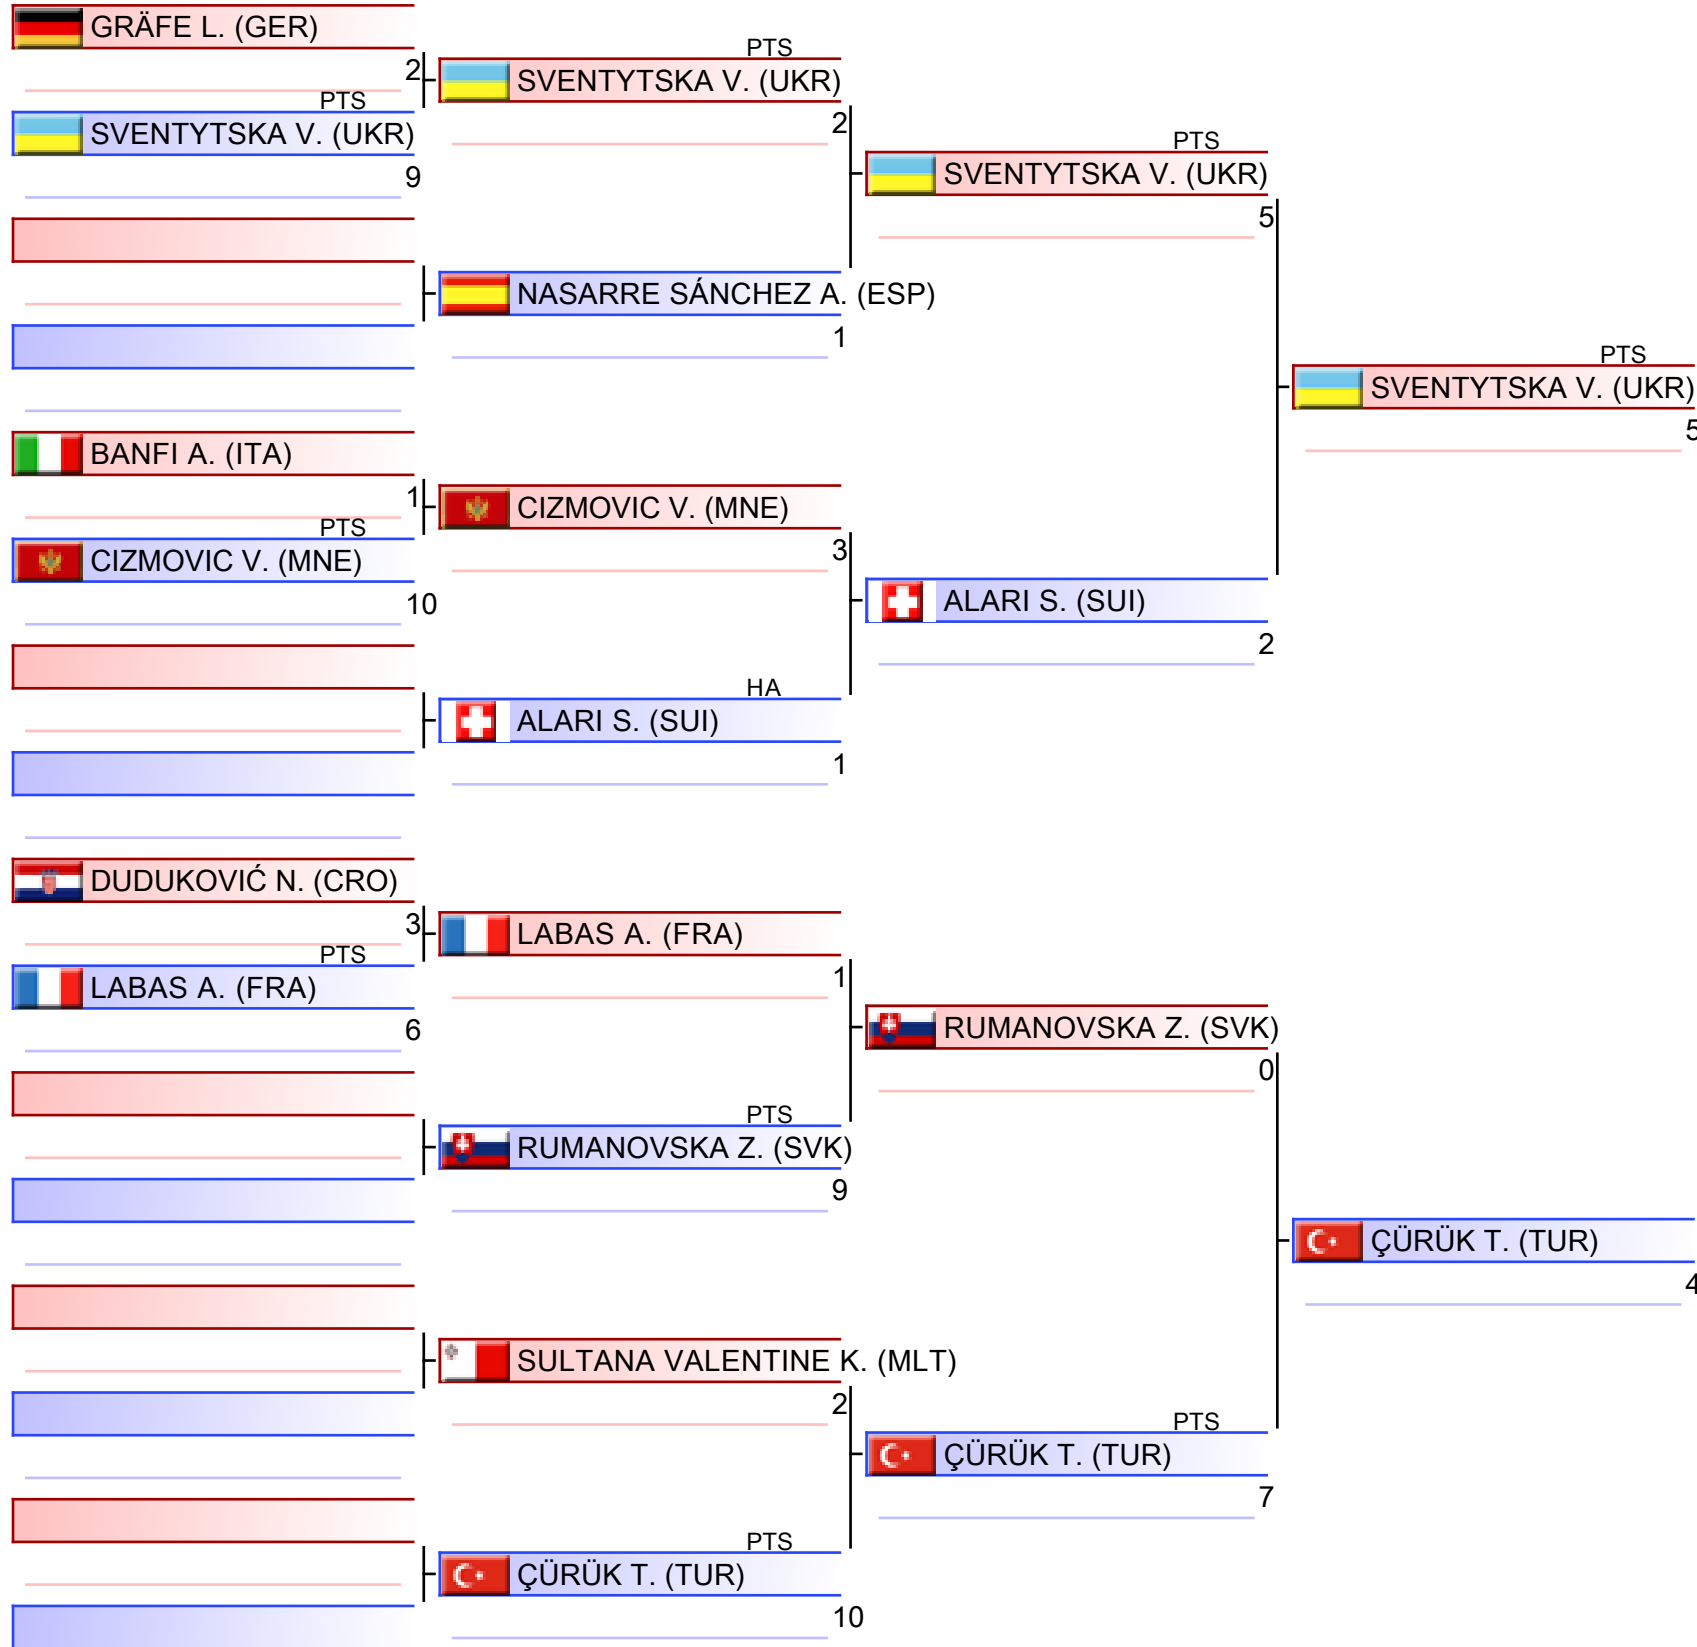 GRÄFE L. (GER)
2
PTS
SVENTYTSKA V. (UKR)
9
BANFI A. (ITA)
1
PTS
CIZMOVIC V. (MNE)
10
DUDUKOVIĆ N. (CRO)
3
PTS
LABAS A. (FRA)
6
PTS
SVENTYTSKA V. (UKR)
2
NASARRE SÁNCHEZ A. (ESP)
1
CIZMOVIC V. (MNE)
3
HA
ALARI S. (SUI)
1
LABAS A. (FRA)
1
PTS
RUMANOVSKA Z. (SVK)
9
SULTANA VALENTINE K. (MLT)
2
PTS
ÇÜRÜK T. (TUR)
10
PTS
SVENTYTSKA V. (UKR)
5
ALARI S. (SUI)
2
RUMANOVSKA Z. (SVK)
0
PTS
ÇÜRÜK T. (TUR)
7
PTS
SVENTYTSKA V. (UKR)
5
ÇÜRÜK T. (TUR)
4